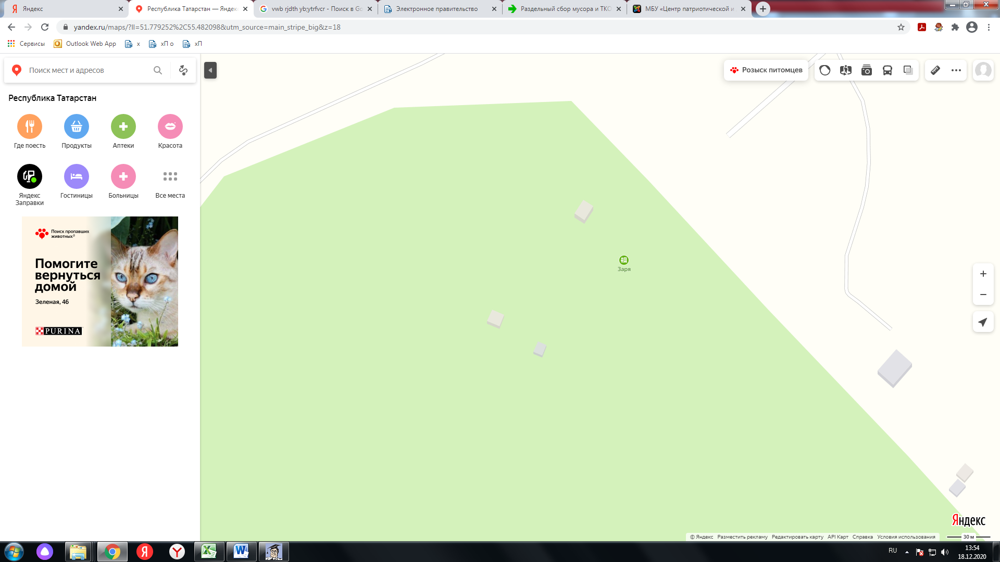 Яндекс
Республика Татарстан — Яндекс
vwb rjdth yb;ytrfvcr - Поиск в Go
Электронное правительство
Раздельный сбор мусора и ТКО
МБУ «Центр патриотической и
yandex.ru/maps/?ll=51.779252%2C55.482098&utm_source=main_stripe_big&z=18
Сервисы
Outlook Web App
х
хП о
хП
Поиск мест и адресов
Розыск питомцев
Республика Татарстан
Где поесть
Продукты
Аптеки
Красота
Яндекс
Заправки
Гостиницы
Больницы
Все места
Поиск пропавших
животных β
Помогите
вернуться
домой
Зеленая, 46
PURINA
Заря
Яндекс
© Яндекс
Разместить рекламу
Редактировать карту
API Карт
Справка
Условия использования
30 м
RU
13:54
18.12.2020